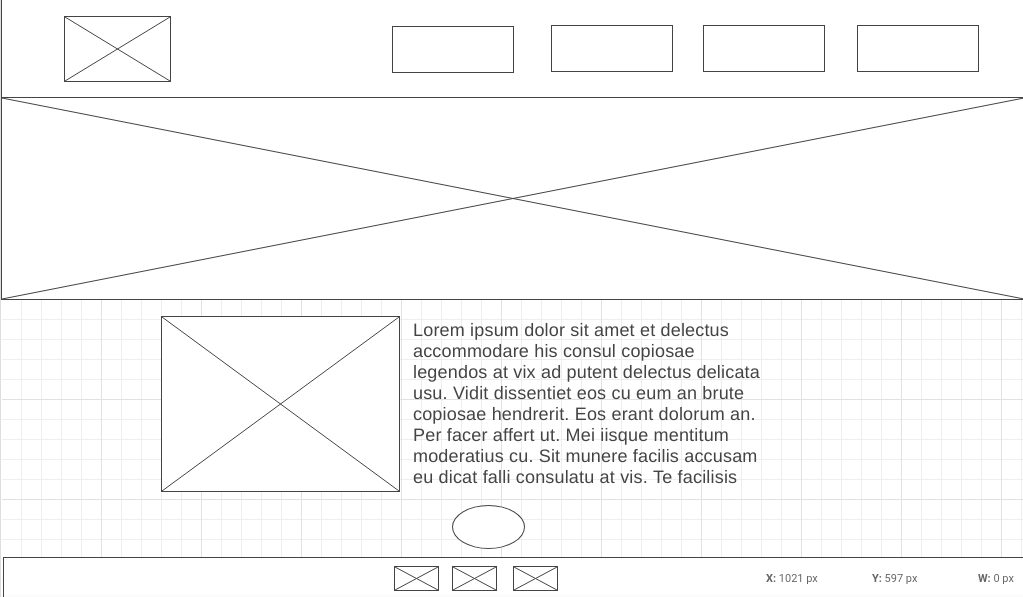 Lorem ipsum dolor sit amet et delectus
accommodare his consul copiosae
legendos at vix ad putent delectus delicata
usu. Vidit dissentiet eos cu eum an brute
copiosae hendrerit. Eos erant dolorum an.
Per facer affert ut. Mei iisque mentitum
moderatius cu. Sit munere facilis accusam
eu dicat falli consulatu at vis. Te facilisis
X: 1021 px Y: 597 px W: 0 px